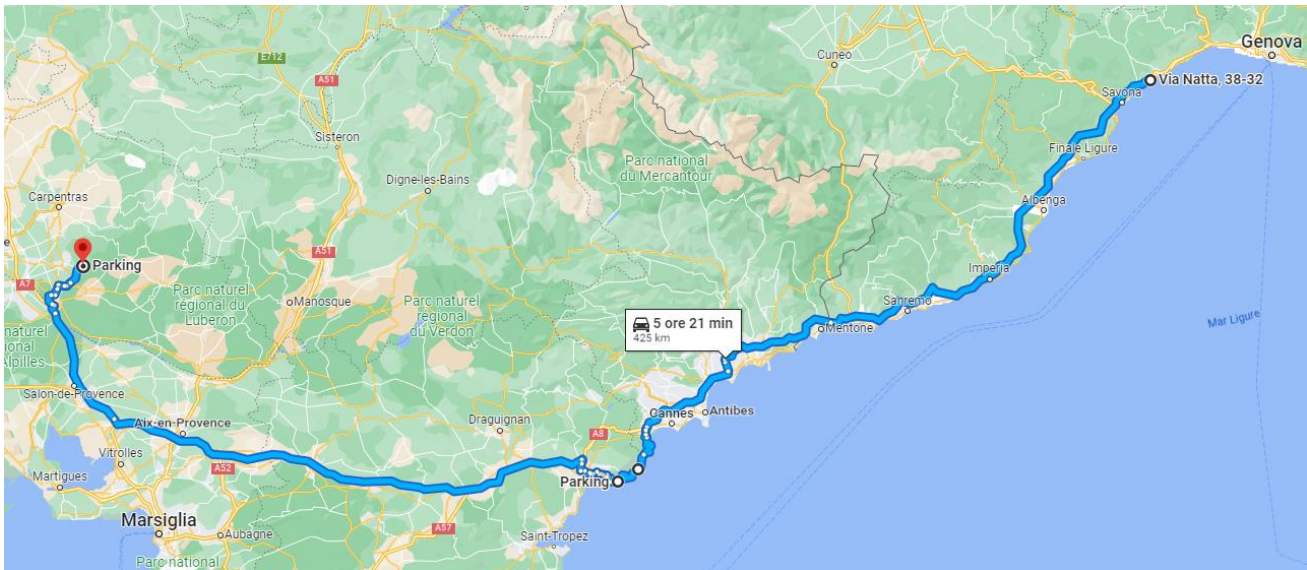 Genova
E712
A51
Cuneo
Via Natta, 38-32
Savona
Sisteron
Finale Ligure
Parc national
du Mercantour
Digne-les-Bains
Carpentras
Albenga
A51
Parking
Imperia
A7
Parc naturel
régional du
Luberon
Manosque
Parc naturel
régional
du Verdon
Sanremo
5 ore 21 min
425 km
Mentone
Mar Ligure
naturel
ional
Alpilles
Salon-de-Provence
Cannes
Antibes
Draguignan
Aix-en-Provence
A8
Vitrolles
A52
Martigues
Parking
Marsiglia
A57
Aubagne
Saint-Tropez
Parc national